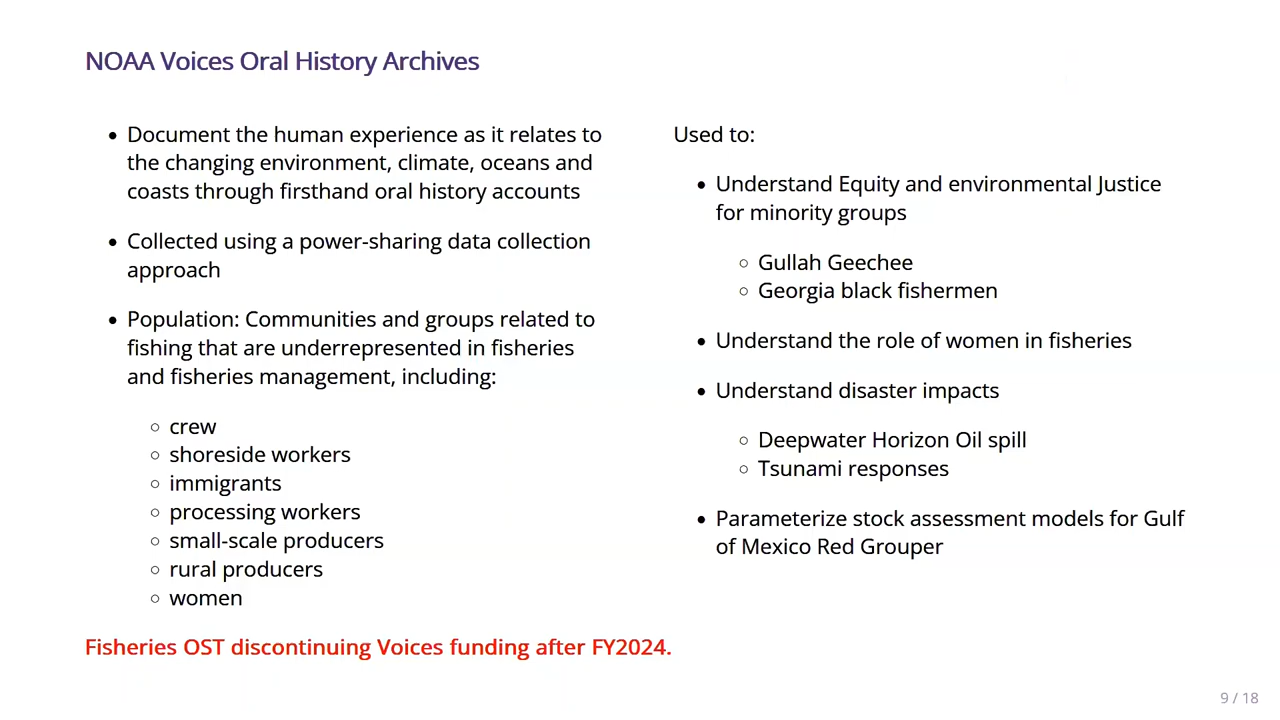 NOAA Voices Oral History Archives
• Document the human experience as it relates to
the changing environment, climate, oceans and
coasts through firsthand oral history accounts
• Collected using a power-sharing data collection
approach
• Population: Communities and groups related to
fishing that are underrepresented in fisheries
and fisheries management, including:
◦ crew
◦ shoreside workers
◦ immigrants
◦ processing workers
◦ small-scale producers
◦ rural producers
◦ women
Used to:
• Understand Equity and environmental Justice
for minority groups
◦ Gullah Geechee
◦ Georgia black fishermen
• Understand the role of women in fisheries
• Understand disaster impacts
◦ Deepwater Horizon Oil spill
◦ Tsunami responses
• Parameterize stock assessment models for Gulf
of Mexico Red Grouper
Fisheries OST discontinuing Voices funding after FY2024.
9 / 18